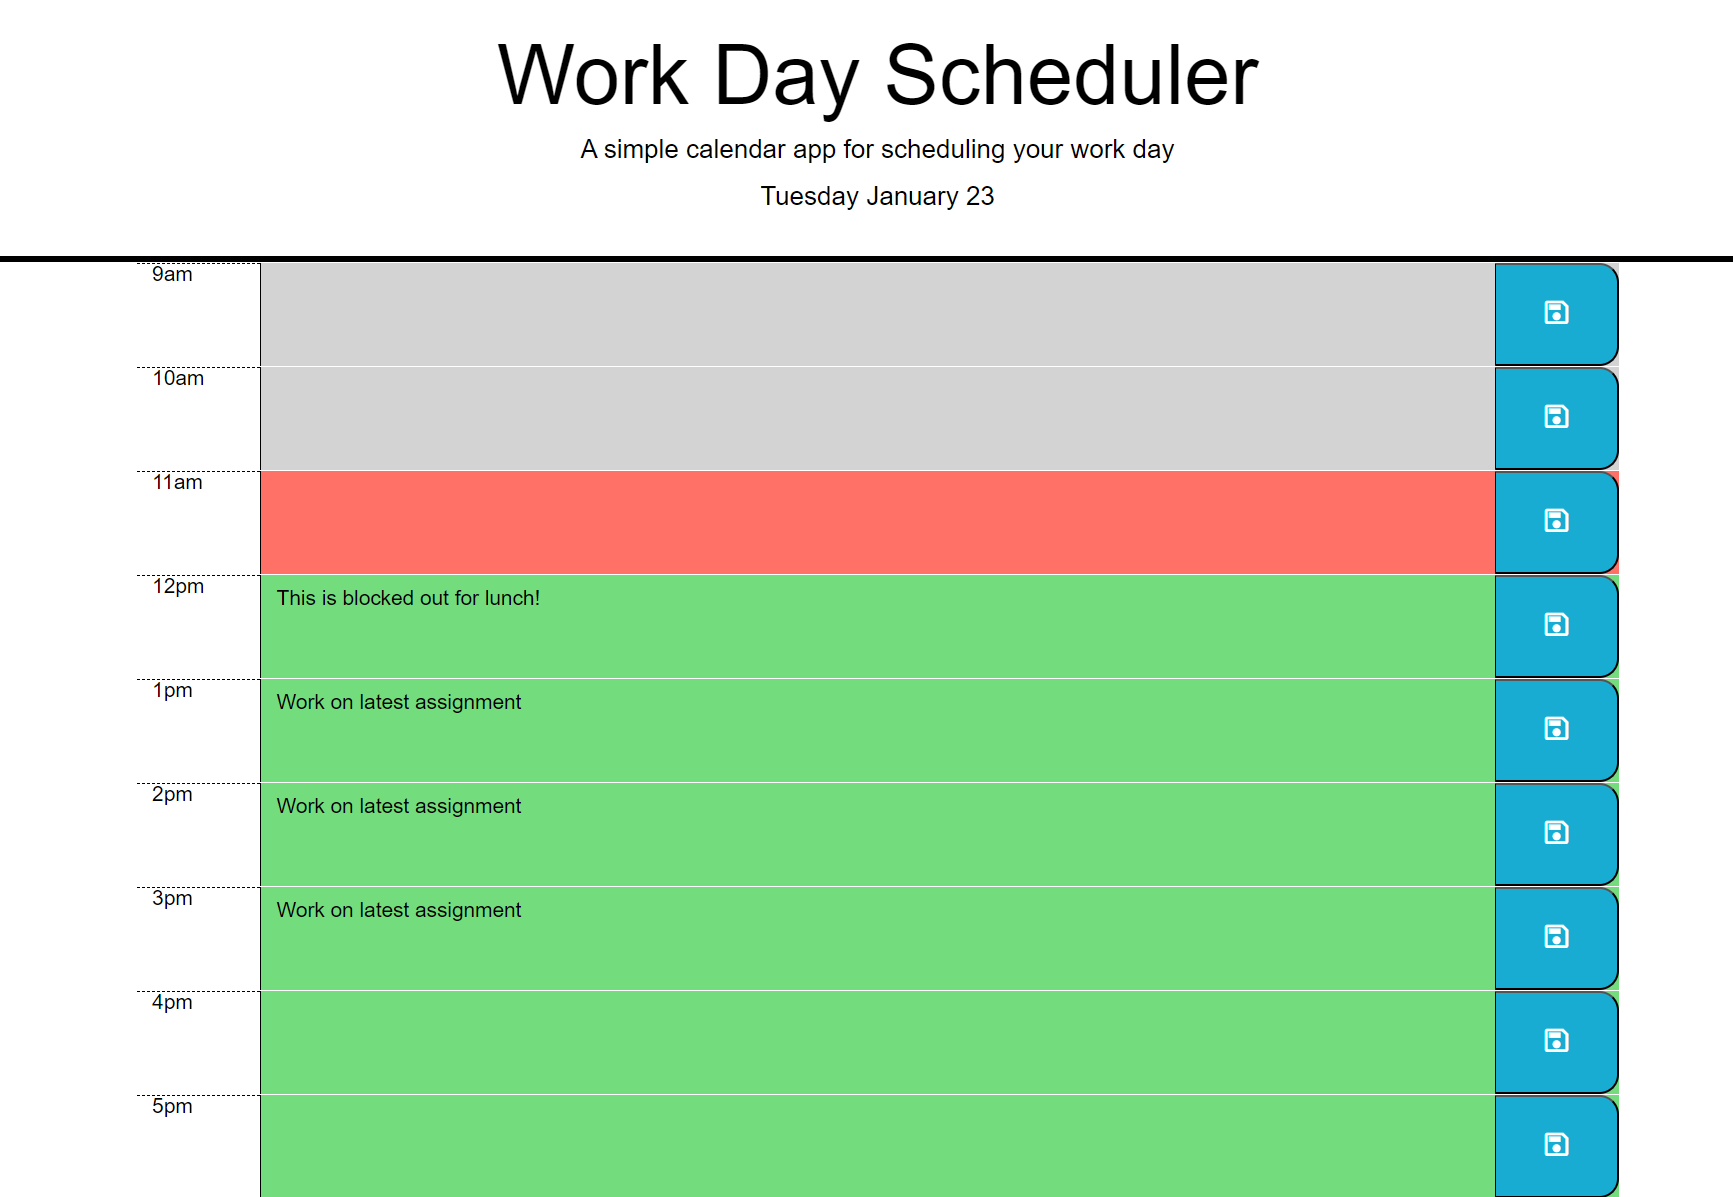 Work Day Scheduler
A simple calendar app for scheduling your work day
Tuesday January 23
9am
10am
11am
12pm
This is blocked out for lunch!
1pm
Work on latest assignment
2pm
Work on latest assignment
3pm
Work on latest assignment
4pm
5pm